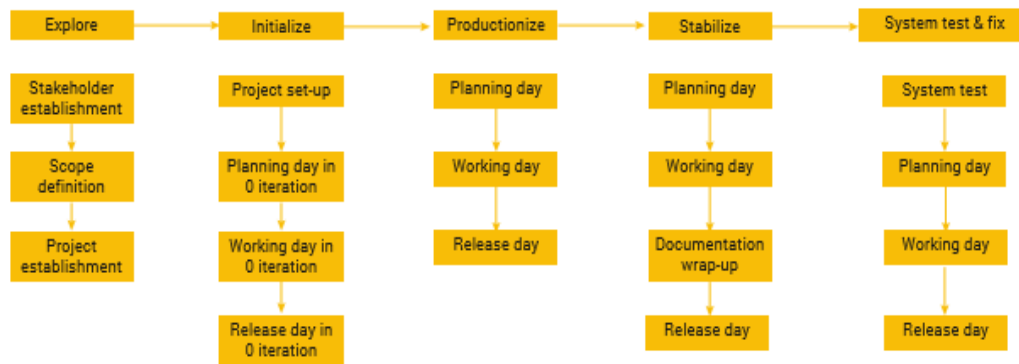 Explore
Initialize
Productionize
Stabilize
System test & fix
Stakeholder
establishment
Scope
definition
Project
establishment
Project set-up
Planning day in
0 iteration
Working day in
0 iteration
Release day in
0 iteration
Planning day
Working day
Release day
Planning day
Working day
Documentation
wrap-up
Release day
System test
Planning day
Working day
Release day